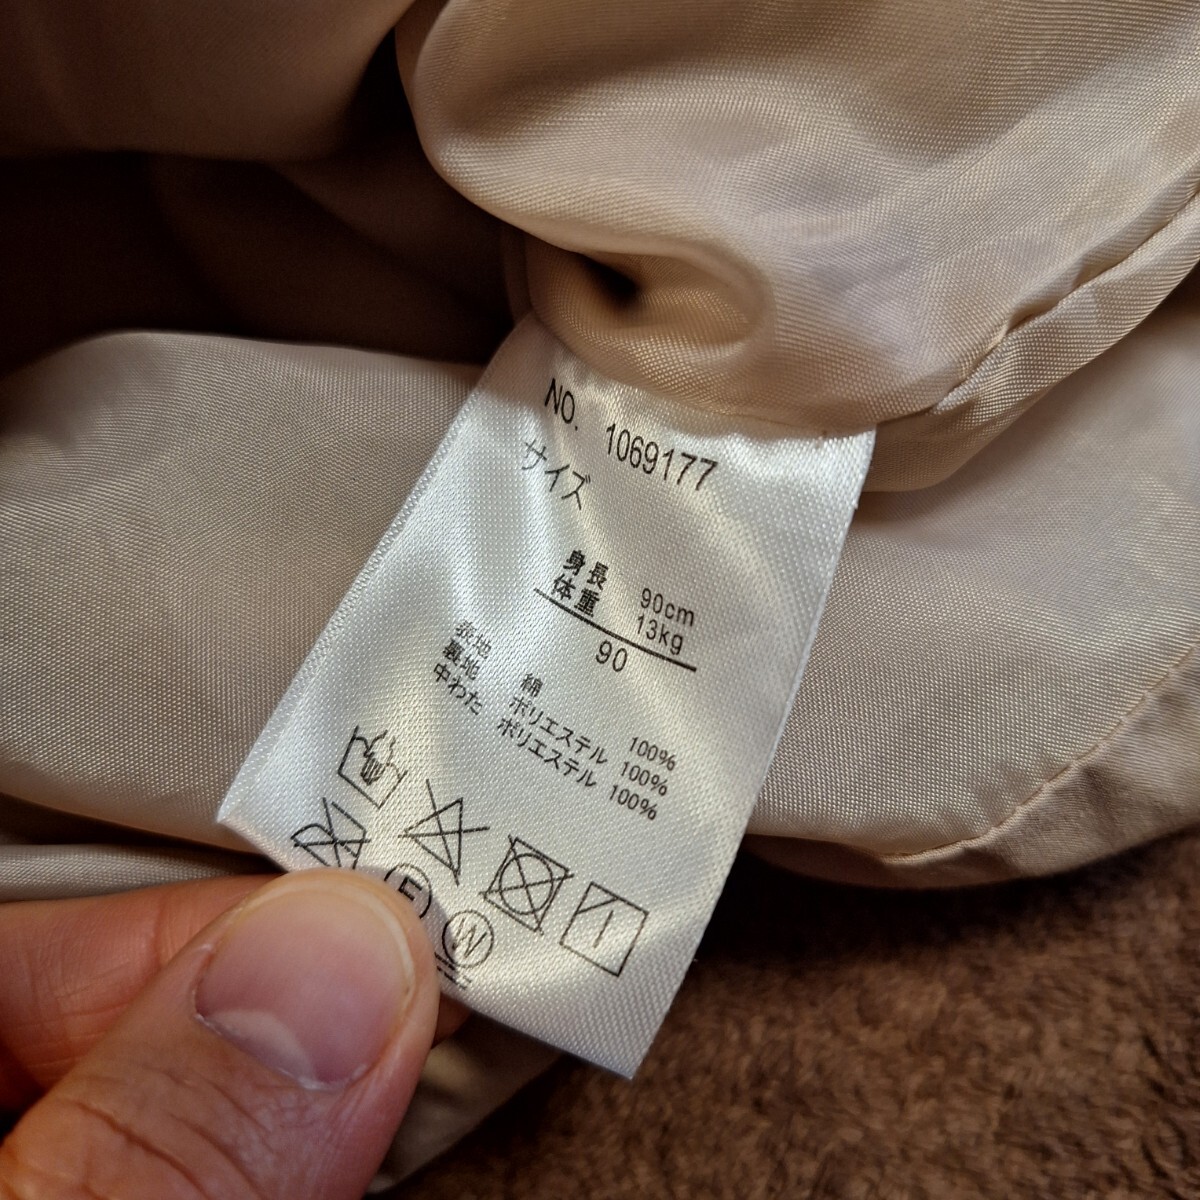 NO. 1069177
サイズ
身長 90cm
体重 13kg
90
表地 綿 100%
裏地 ポリエステル 100%
中わた ポリエステル 100%
F
W